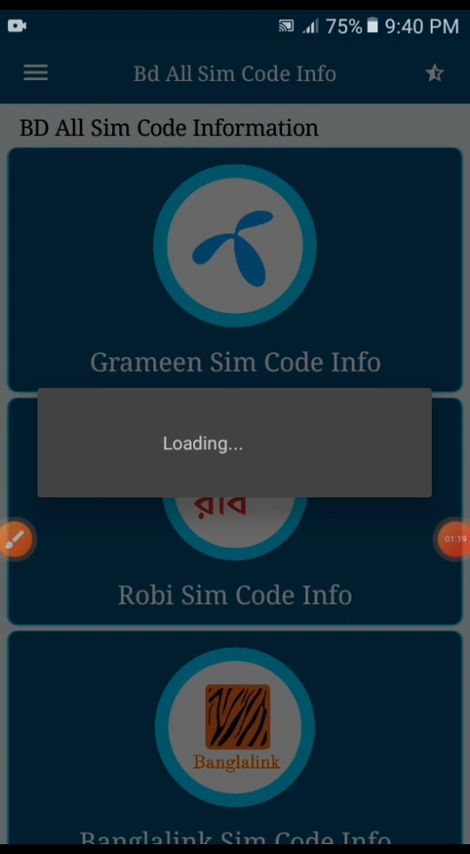 75% 9:40 PM
Bd All Sim Code Info
BD All Sim Code Information
Grameen Sim Code Info
Loading...
রবি
01:19
Robi Sim Code Info
Banglalink
Banglalink Sim Code Info